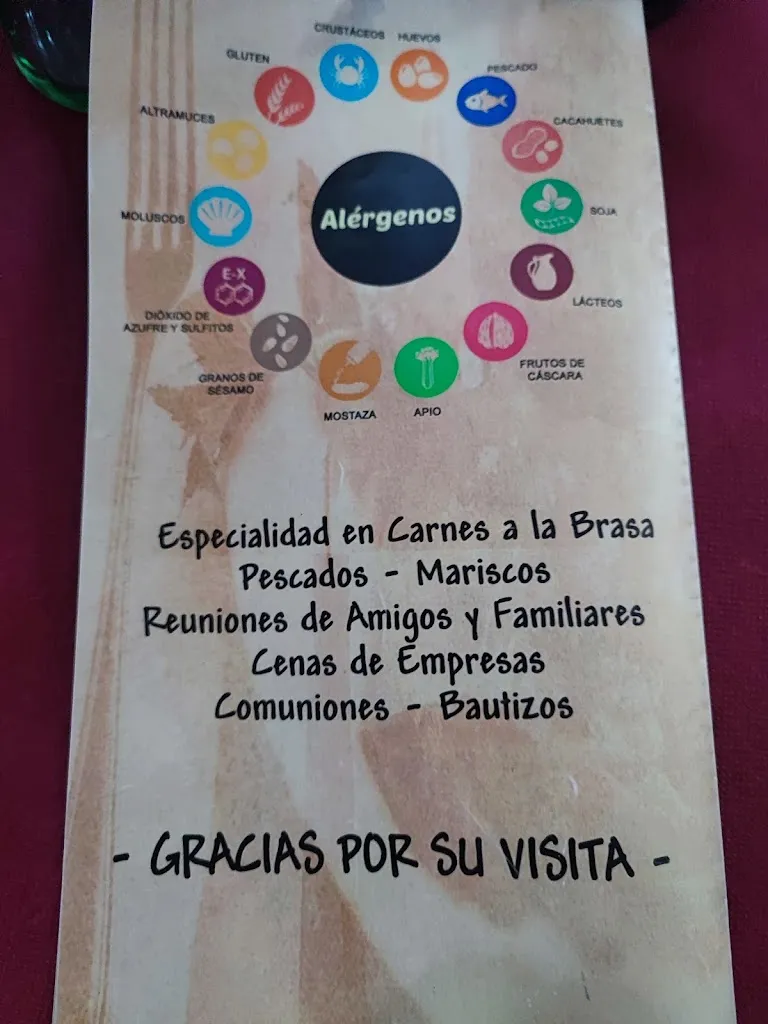 CRUSTÁCEOS
HUEVOS
GLUTEN
PESCADO
ALTRAMUCES
CACAHUETES
Alérgenos
MOLUSCOS
SOJA
E-X
LÁCTEOS
DIÓXIDO DE
AZUFRE Y SULFITOS
GRANOS DE
SÉSAMO
FRUTOS DE
CÁSCARA
MOSTAZA
APIO
Especialidad en Carnes a la Brasa
Pescados - Mariscos
Reuniones de Amigos y Familiares
Cenas de Empresas
Comuniones - Bautizos
- GRACIAS POR SU VISITA -